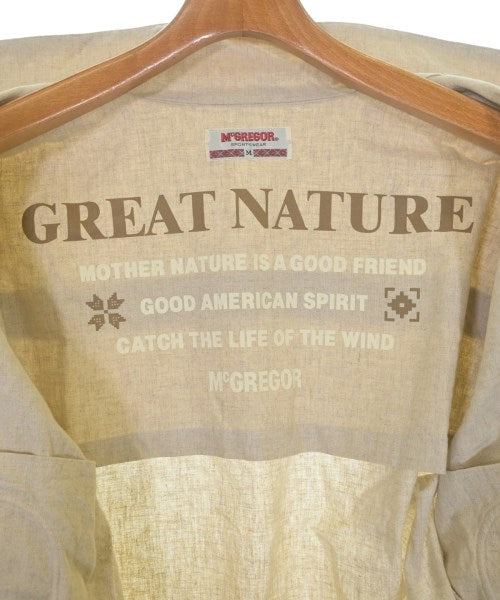 McGREGOR®
SPORTSWEAR
M
GREAT NATURE
MOTHER NATURE IS A GOOD FRIEND
GOOD AMERICAN SPIRIT
CATCH THE LIFE OF THE WIND
McGREGOR